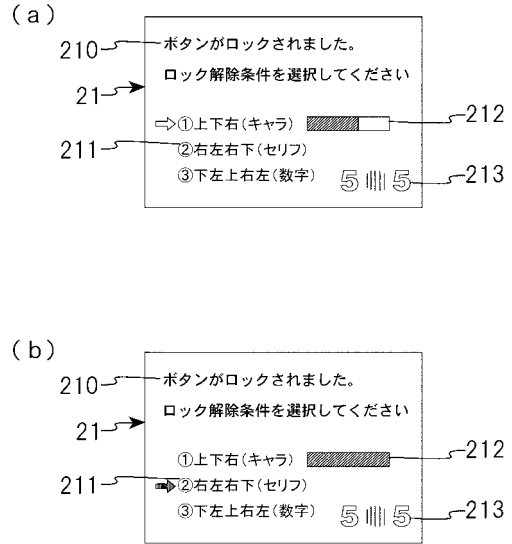 (a)
210 ボタンがロックされました。
21 ロック解除条件を選択してください
⇨①上下右(キャラ) 212
211 ②右左右下(セリフ)
③下左上右左(数字) 5 5 213
(b)
210 ボタンがロックされました。
21 ロック解除条件を選択してください
①上下右(キャラ) 212
211 ➡②右左右下(セリフ)
③下左上右左(数字) 5 5 213